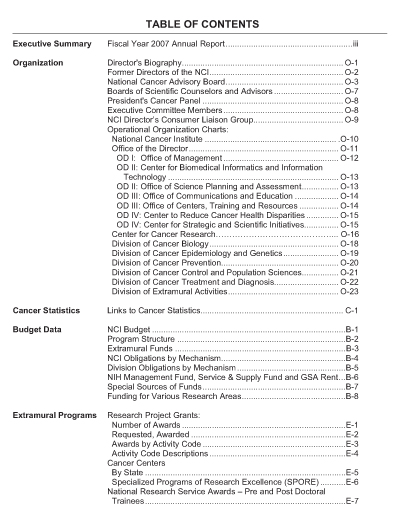 TABLE OF CONTENTS
Executive Summary Fiscal Year 2007 Annual Report.....iii
Organization Director's Biography.....O-1
Former Directors of the NCI.....O-2
National Cancer Advisory Board.....O-3
Boards of Scientific Counselors and Advisors.....O-7
President's Cancer Panel.....O-8
Executive Committee Members.....O-8
NCI Director's Consumer Liaison Group.....O-9
Operational Organization Charts:
National Cancer Institute.....O-10
Office of the Director.....O-11
OD I: Office of Management.....O-12
OD II: Center for Biomedical Informatics and Information
Technology.....O-13
OD II: Office of Science Planning and Assessment.....O-13
OD III: Office of Communications and Education.....O-14
OD III: Office of Centers, Training and Resources.....O-14
OD IV: Center to Reduce Cancer Health Disparities.....O-15
OD IV: Center for Strategic and Scientific Initiatives.....O-15
Center for Cancer Research.....O-16
Division of Cancer Biology.....O-18
Division of Cancer Epidemiology and Genetics.....O-19
Division of Cancer Prevention.....O-20
Division of Cancer Control and Population Sciences.....O-21
Division of Cancer Treatment and Diagnosis.....O-22
Division of Extramural Activities.....O-23
Cancer Statistics Links to Cancer Statistics.....C-1
Budget Data NCI Budget.....B-1
Program Structure.....B-2
Extramural Funds.....B-3
NCI Obligations by Mechanism.....B-4
Division Obligations by Mechanism.....B-5
NIH Management Fund, Service & Supply Fund and GSA Rent...B-6
Special Sources of Funds.....B-7
Funding for Various Research Areas.....B-8
Extramural Programs Research Project Grants:
Number of Awards.....E-1
Requested, Awarded.....E-2
Awards by Activity Code.....E-3
Activity Code Descriptions.....E-4
Cancer Centers
By State.....E-5
Specialized Programs of Research Excellence (SPORE).....E-6
National Research Service Awards – Pre and Post Doctoral
Trainees.....E-7